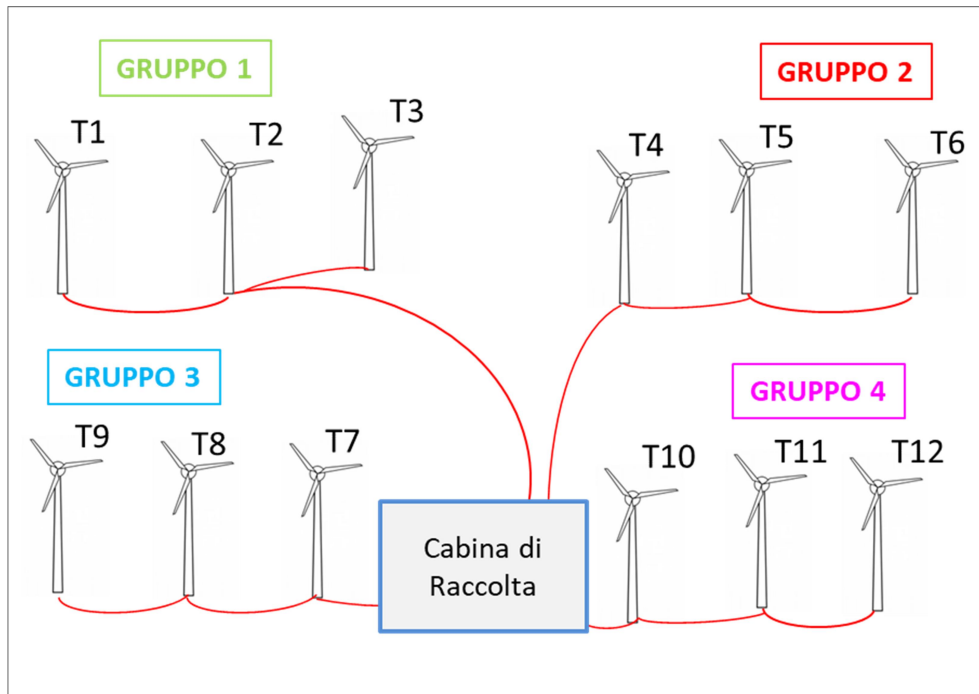 GRUPPO 1
GRUPPO 2
T1
T2
T3
T4
T5
T6
GRUPPO 3
GRUPPO 4
T9
T8
T7
T10
T11
T12
Cabina di
Raccolta